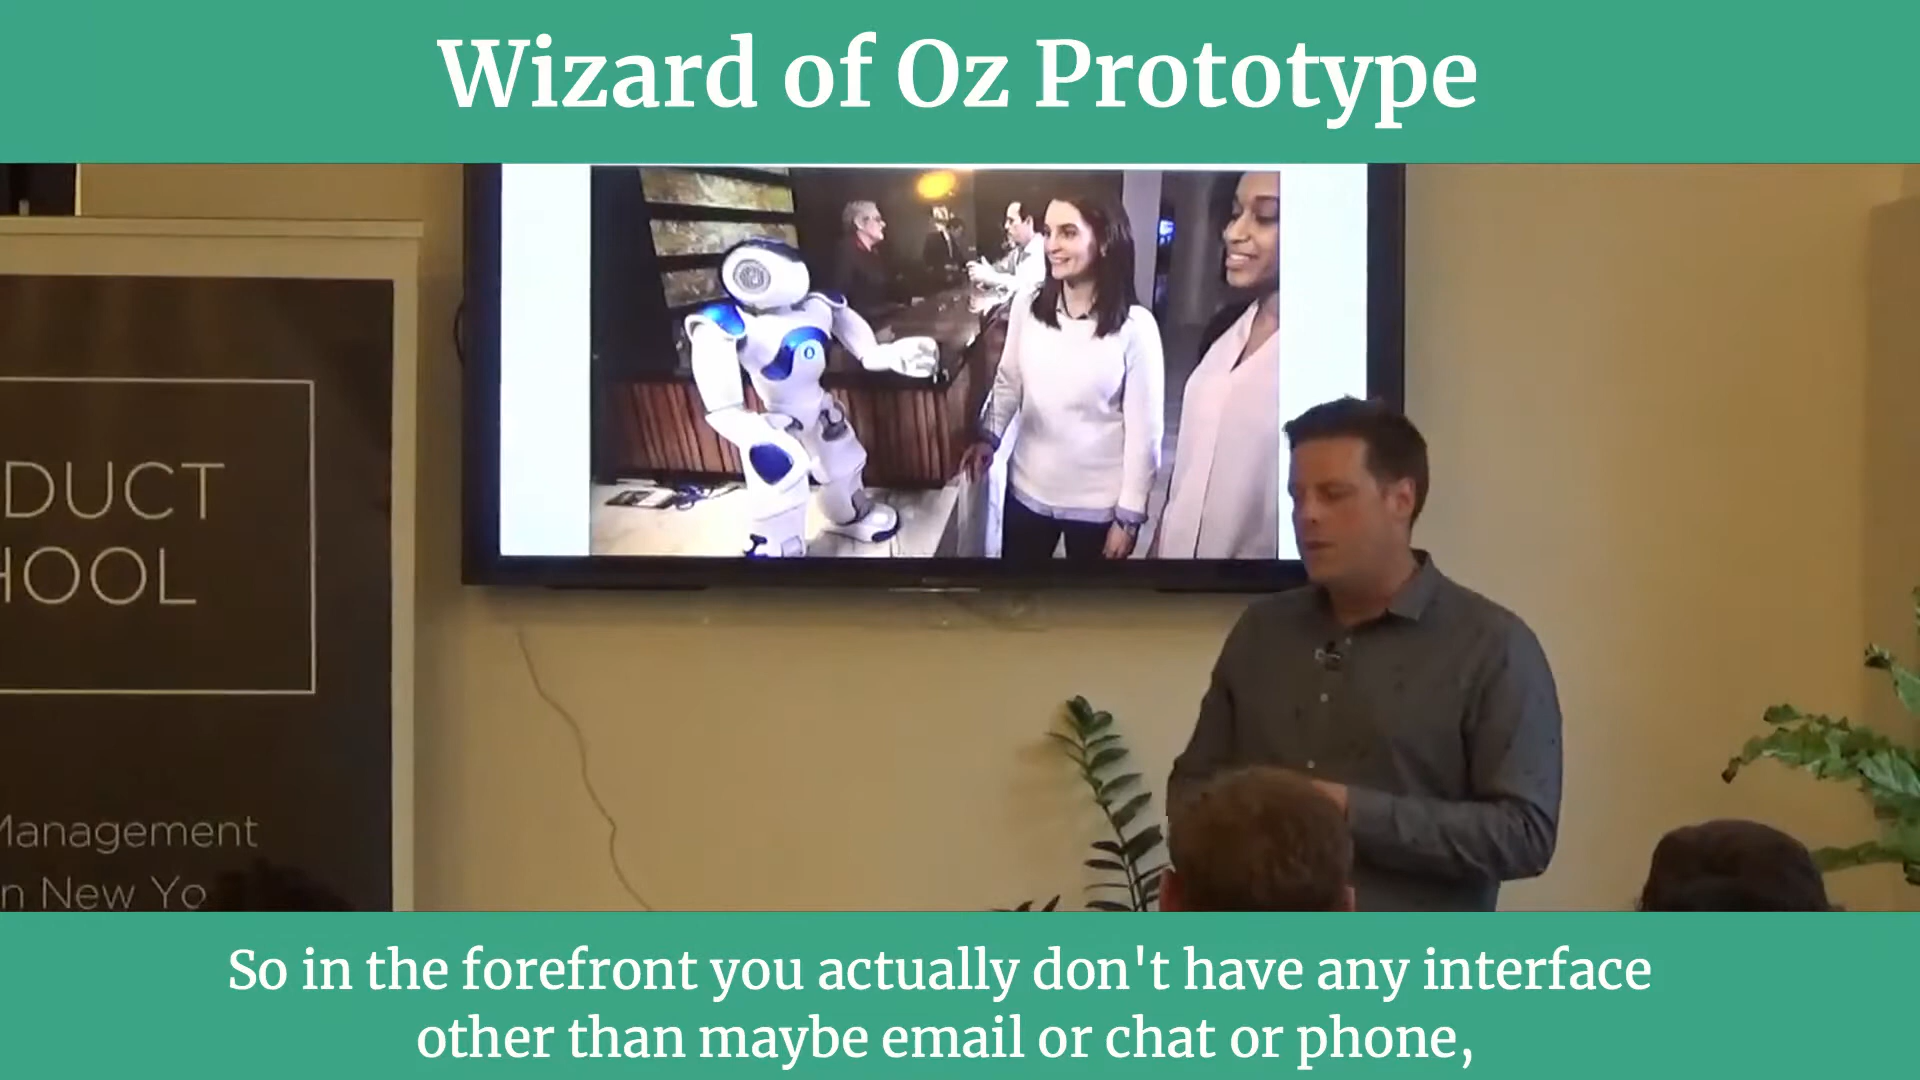 Wizard of Oz Prototype
DUCT
HOOL
Management
n New Yo
So in the forefront you actually don't have any interface
other than maybe email or chat or phone,